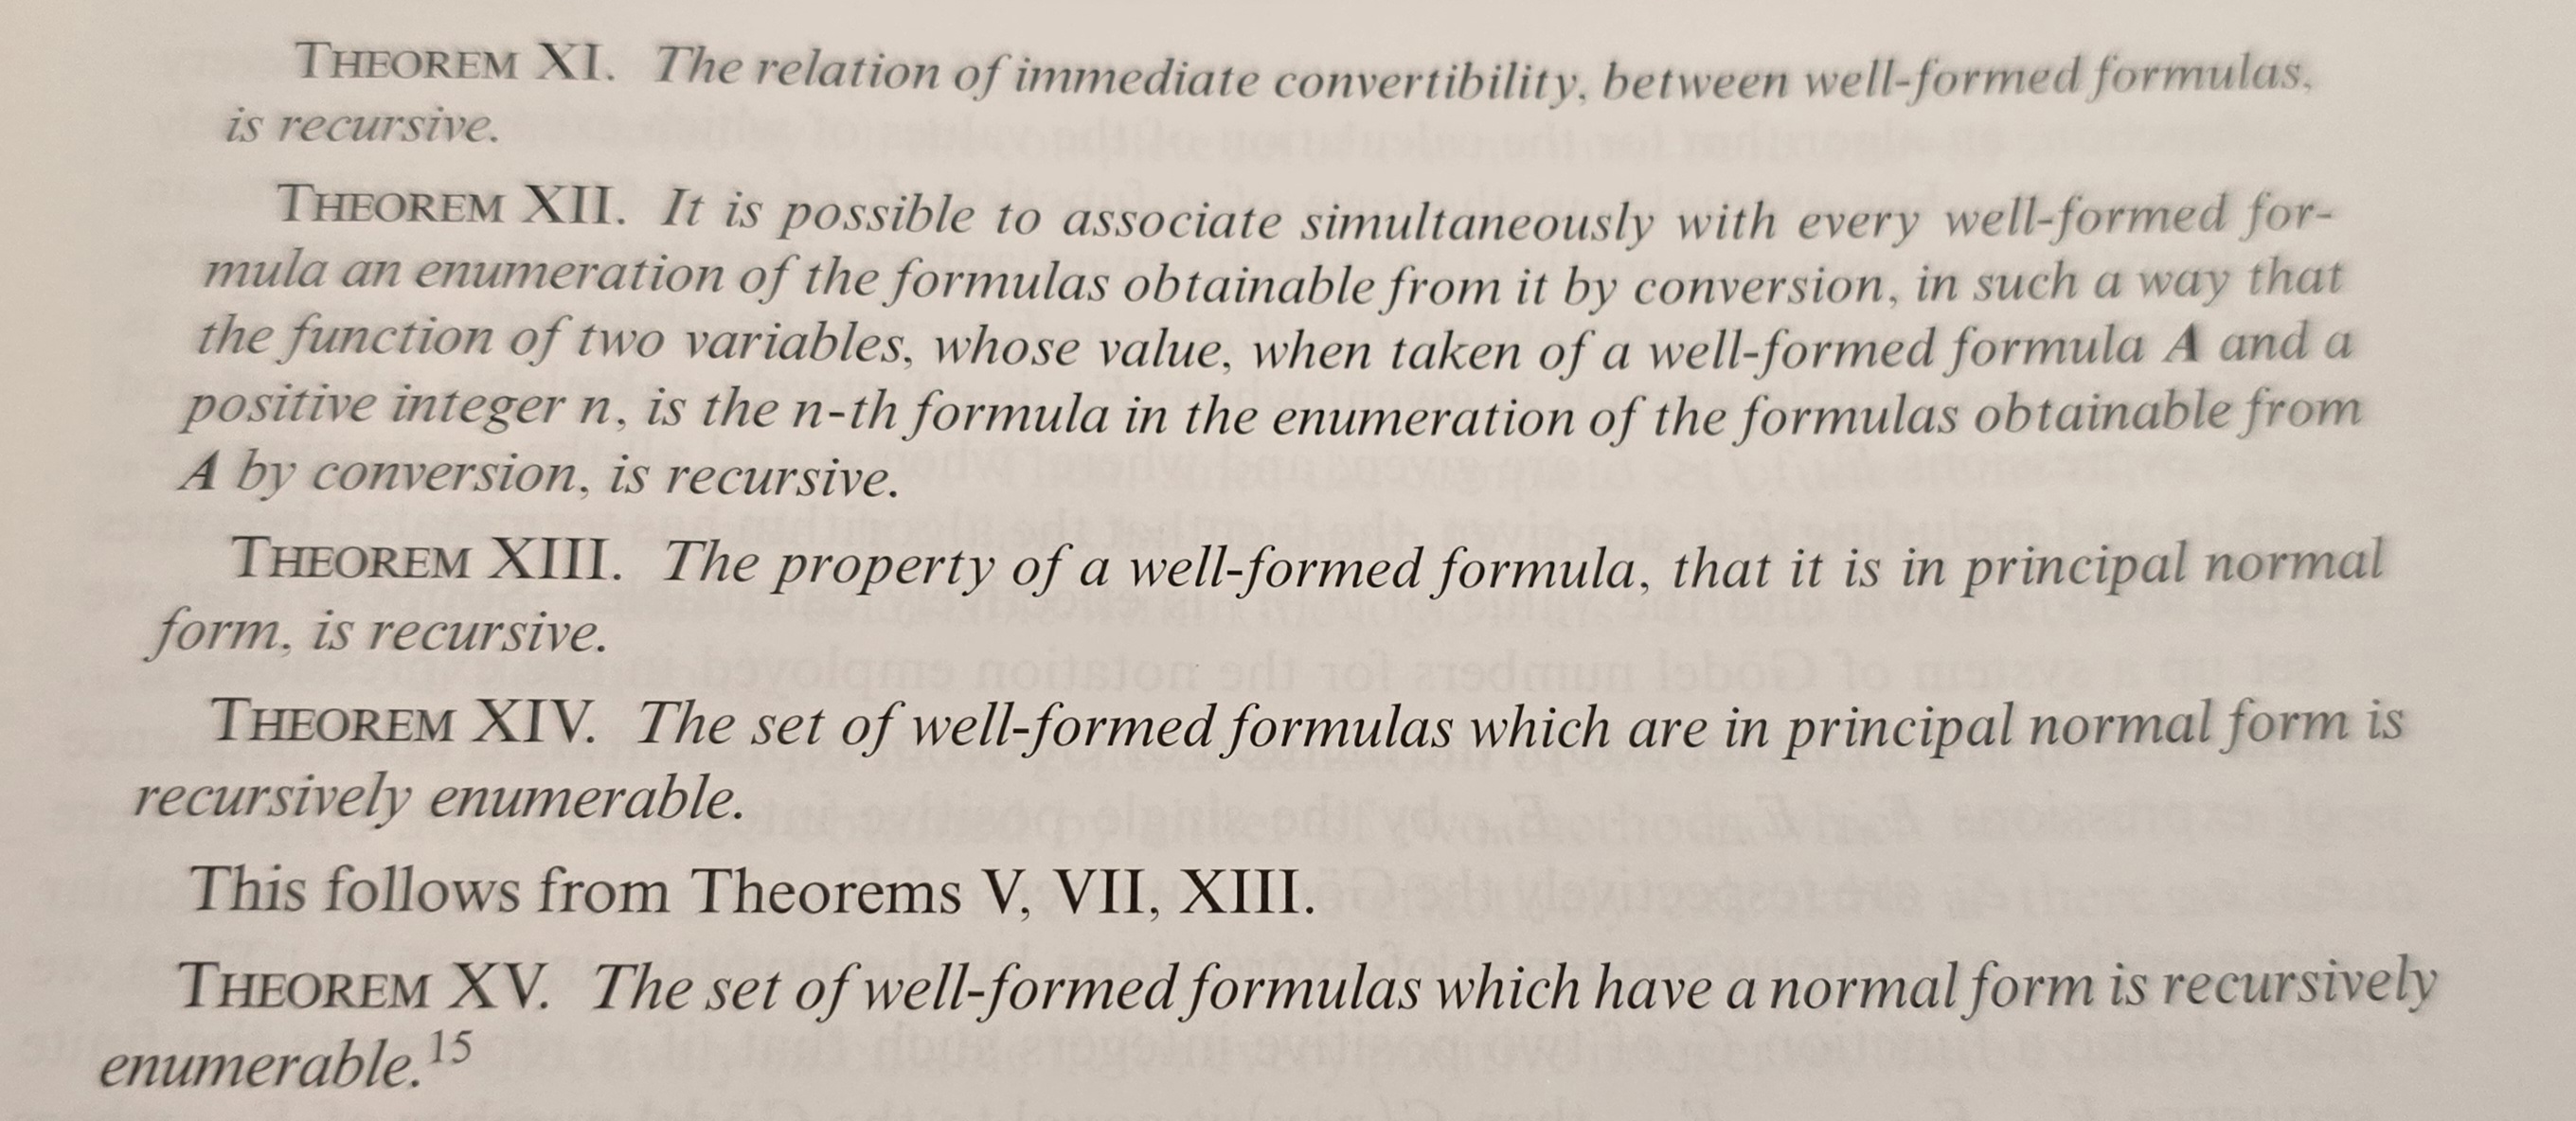 THEOREM XI. The relation of immediate convertibility, between well-formed formulas,
is recursive.
THEOREM XII. It is possible to associate simultaneously with every well-formed for-
mula an enumeration of the formulas obtainable from it by conversion, in such a way that
the function of two variables, whose value, when taken of a well-formed formula A and a
positive integer n, is the n-th formula in the enumeration of the formulas obtainable from
A by conversion, is recursive.
THEOREM XIII. The property of a well-formed formula, that it is in principal normal
form, is recursive.
THEOREM XIV. The set of well-formed formulas which are in principal normal form is
recursively enumerable.
This follows from Theorems V, VII, XIII.
THEOREM XV. The set of well-formed formulas which have a normal form is recursively
enumerable.15